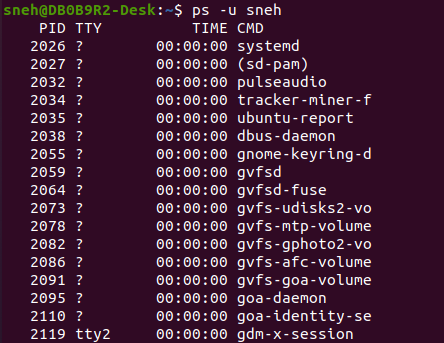 sneh@DB0B9R2-Desk:~$ ps -u sneh
PID TTY TIME CMD
2026 ? 00:00:00 systemd
2027 ? 00:00:00 (sd-pam)
2032 ? 00:00:00 pulseaudio
2034 ? 00:00:00 tracker-miner-f
2035 ? 00:00:00 ubuntu-report
2038 ? 00:00:00 dbus-daemon
2055 ? 00:00:00 gnome-keyring-d
2059 ? 00:00:00 gvfsd
2064 ? 00:00:00 gvfsd-fuse
2073 ? 00:00:00 gvfs-udisks2-vo
2078 ? 00:00:00 gvfs-mtp-volume
2082 ? 00:00:00 gvfs-gphoto2-vo
2086 ? 00:00:00 gvfs-afc-volume
2091 ? 00:00:00 gvfs-goa-volume
2095 ? 00:00:00 goa-daemon
2110 ? 00:00:00 goa-identity-se
2119 tty2 00:00:00 gdm-x-session